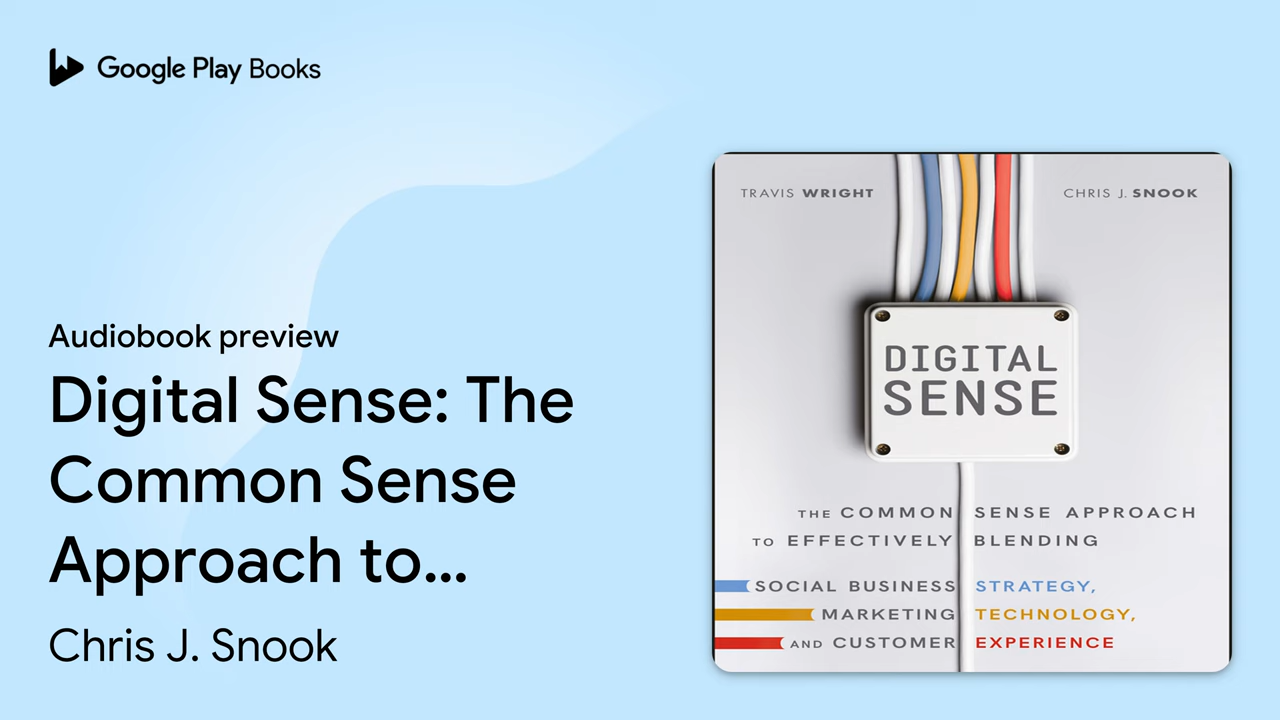 Google Play Books
Audiobook preview
Digital Sense: The
Common Sense
Approach to...
Chris J. Snook
TRAVIS WRIGHT
CHRIS J. SNOOK
DIGITAL
SENSE
THE COMMON SENSE APPROACH
TO EFFECTIVELY BLENDING
SOCIAL BUSINESS STRATEGY,
MARKETING TECHNOLOGY,
AND CUSTOMER EXPERIENCE